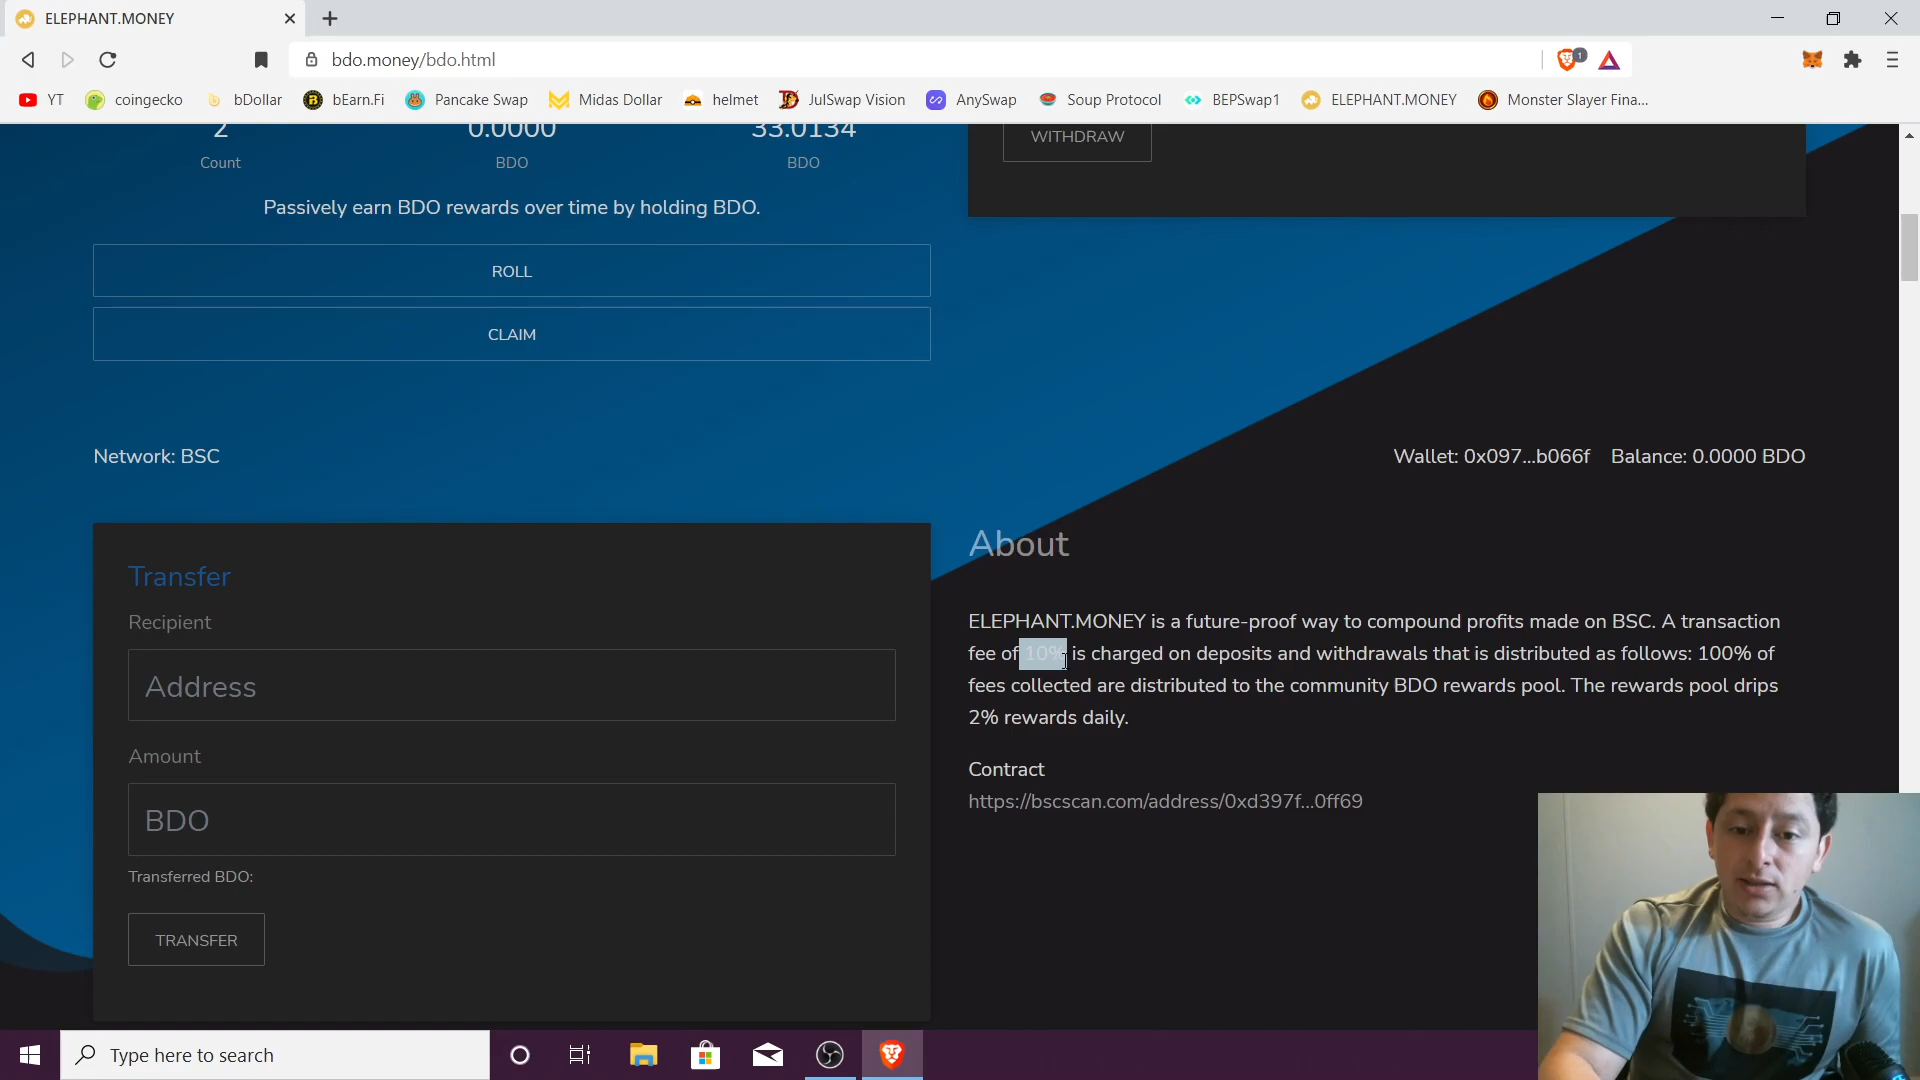 ELEPHANT.MONEY
bdo.money/bdo.html
1
YT
coingecko
bDollar
bEarn.Fi
Pancake Swap
Midas Dollar
helmet
JulSwap Vision
AnySwap
Soup Protocol
BEPSwap1
ELEPHANT.MONEY
Monster Slayer Fina...
2
0.0000
33.0134
Count
BDO
BDO
WITHDRAW
Passively earn BDO rewards over time by holding BDO.
ROLL
CLAIM
Network: BSC
Wallet: 0x097...b066f Balance: 0.0000 BDO
Transfer
Recipient
Address
Amount
BDO
Transferred BDO:
TRANSFER
About
ELEPHANT.MONEY is a future-proof way to compound profits made on BSC. A transaction
fee of 10% is charged on deposits and withdrawals that is distributed as follows: 100% of
fees collected are distributed to the community BDO rewards pool. The rewards pool drips
2% rewards daily.
Contract
https://bscscan.com/address/0xd397f...0ff69
Type here to search